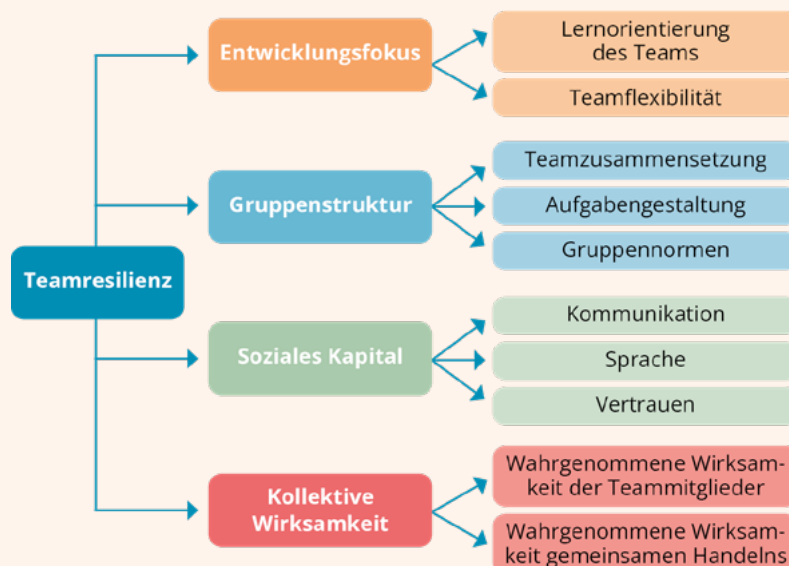 Teamresilienz
Entwicklungsfokus
Lernorientierung
des Teams
Teamflexibilität
Gruppenstruktur
Teamzusammensetzung
Aufgabengestaltung
Gruppennormen
Soziales Kapital
Kommunikation
Sprache
Vertrauen
Kollektive
Wirksamkeit
Wahrgenommene Wirksam-
keit der Teammitglieder
Wahrgenommene Wirksam-
keit gemeinsamen Handelns